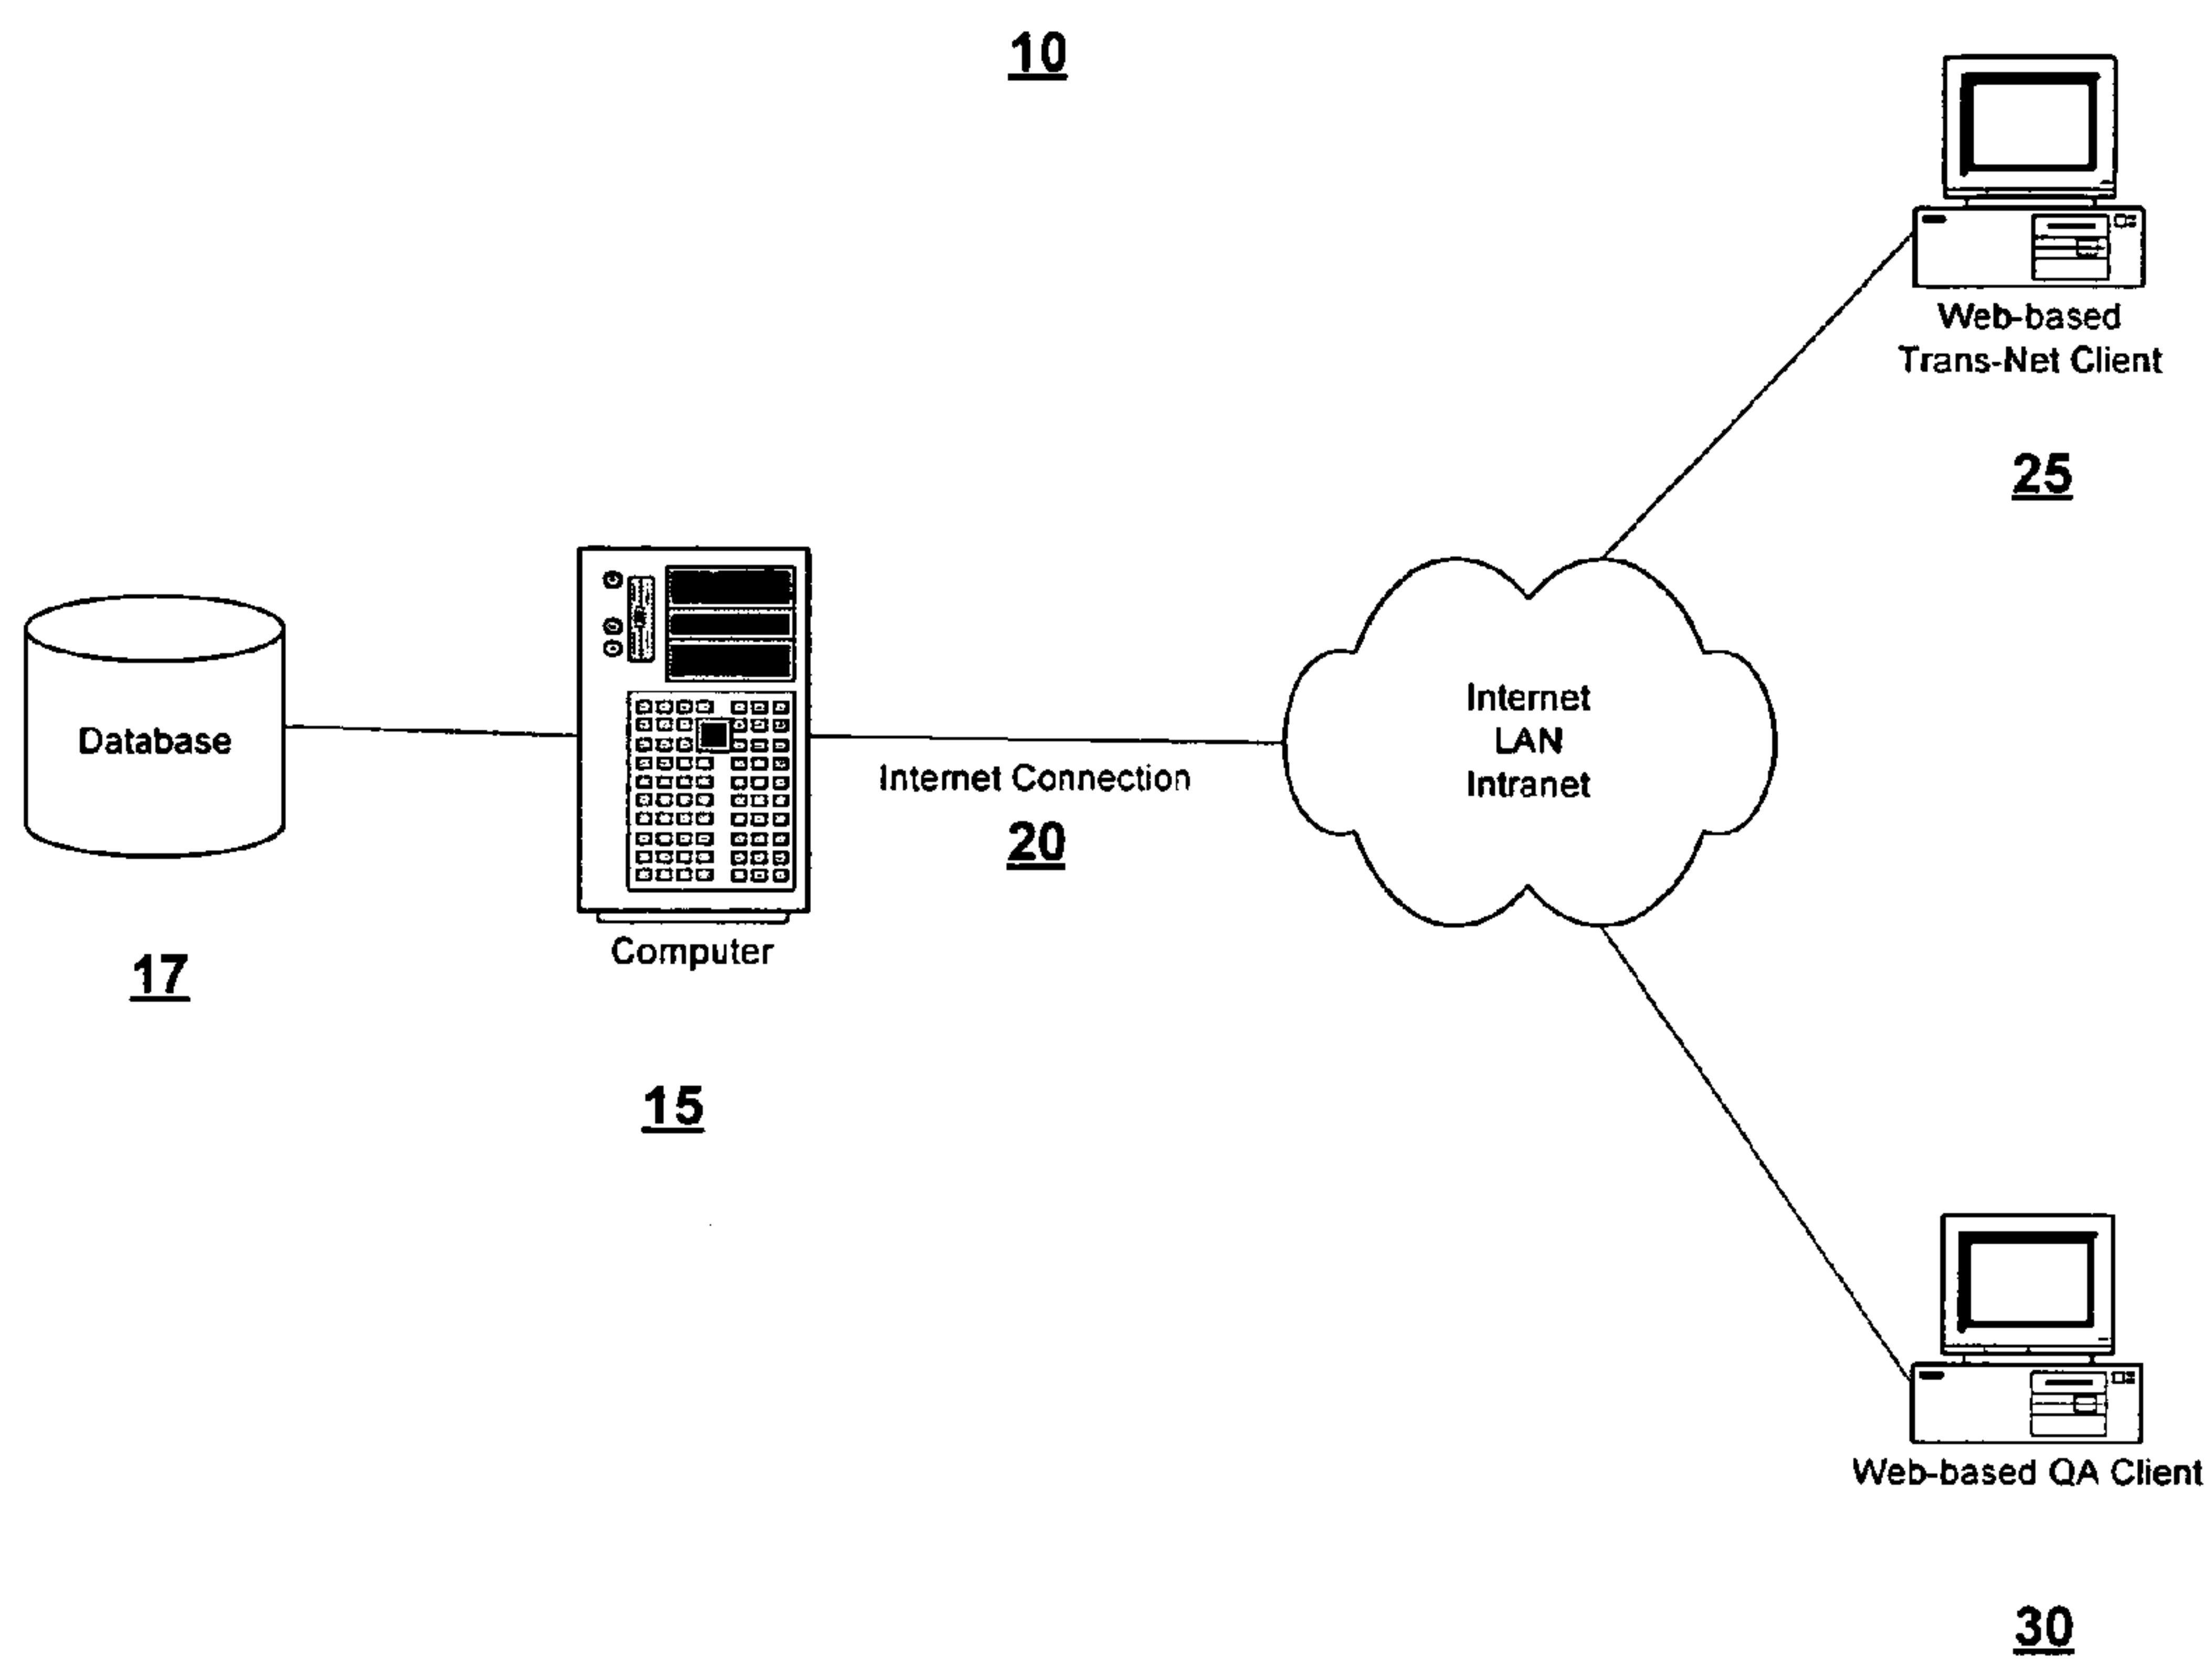 10
Web-based
Trans-Net Client
25
Database
17
Computer
15
Internet Connection
20
Internet
LAN
Intranet
Web-based QA Client
30